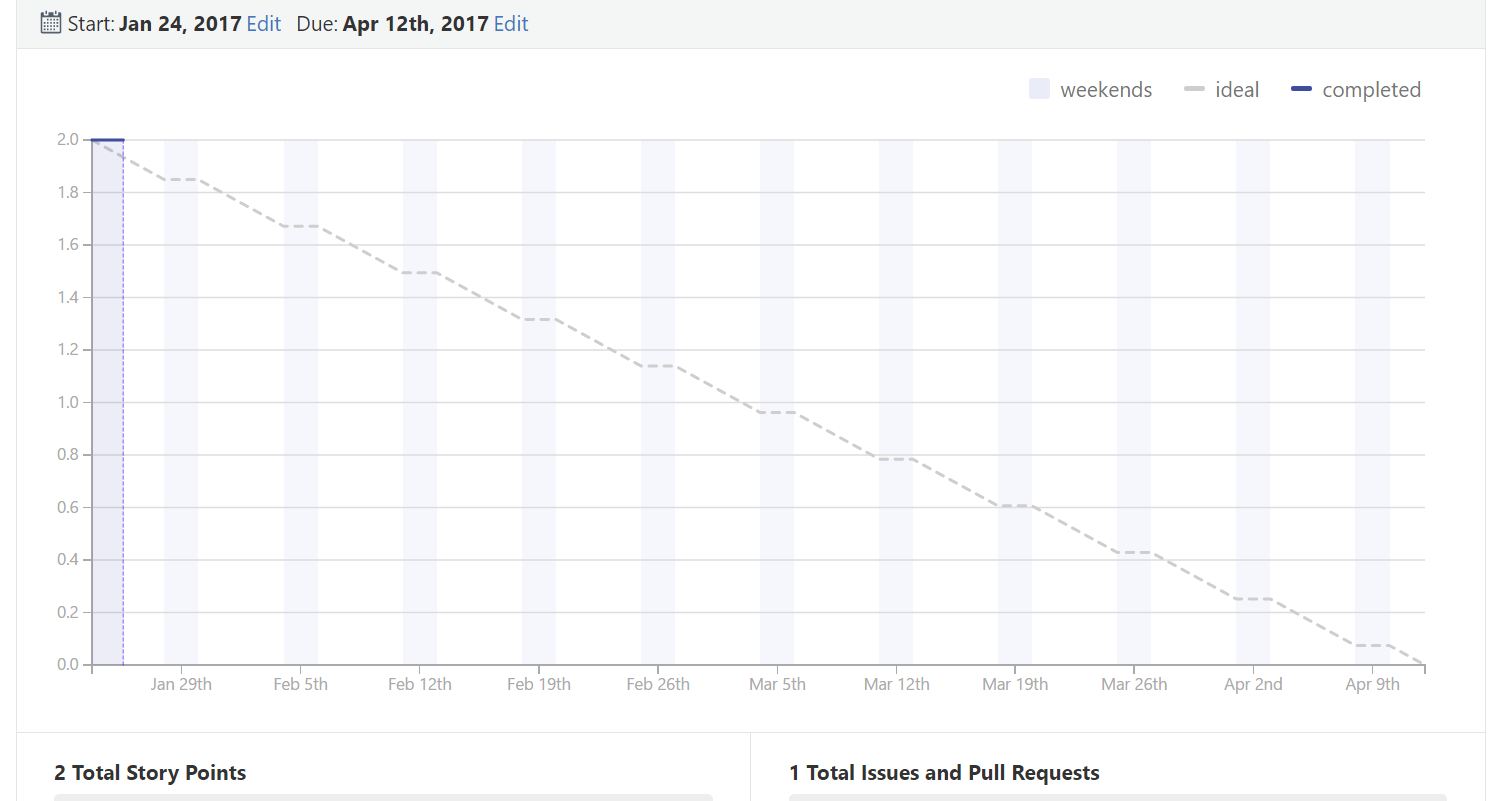 Start: Jan 24, 2017 Edit Due: Apr 12th, 2017 Edit
weekends ideal completed
2.0
1.8
1.6
1.4
1.2
1.0
0.8
0.6
0.4
0.2
0.0
Jan 29th Feb 5th Feb 12th Feb 19th Feb 26th Mar 5th Mar 12th Mar 19th Mar 26th Apr 2nd Apr 9th
2 Total Story Points
1 Total Issues and Pull Requests